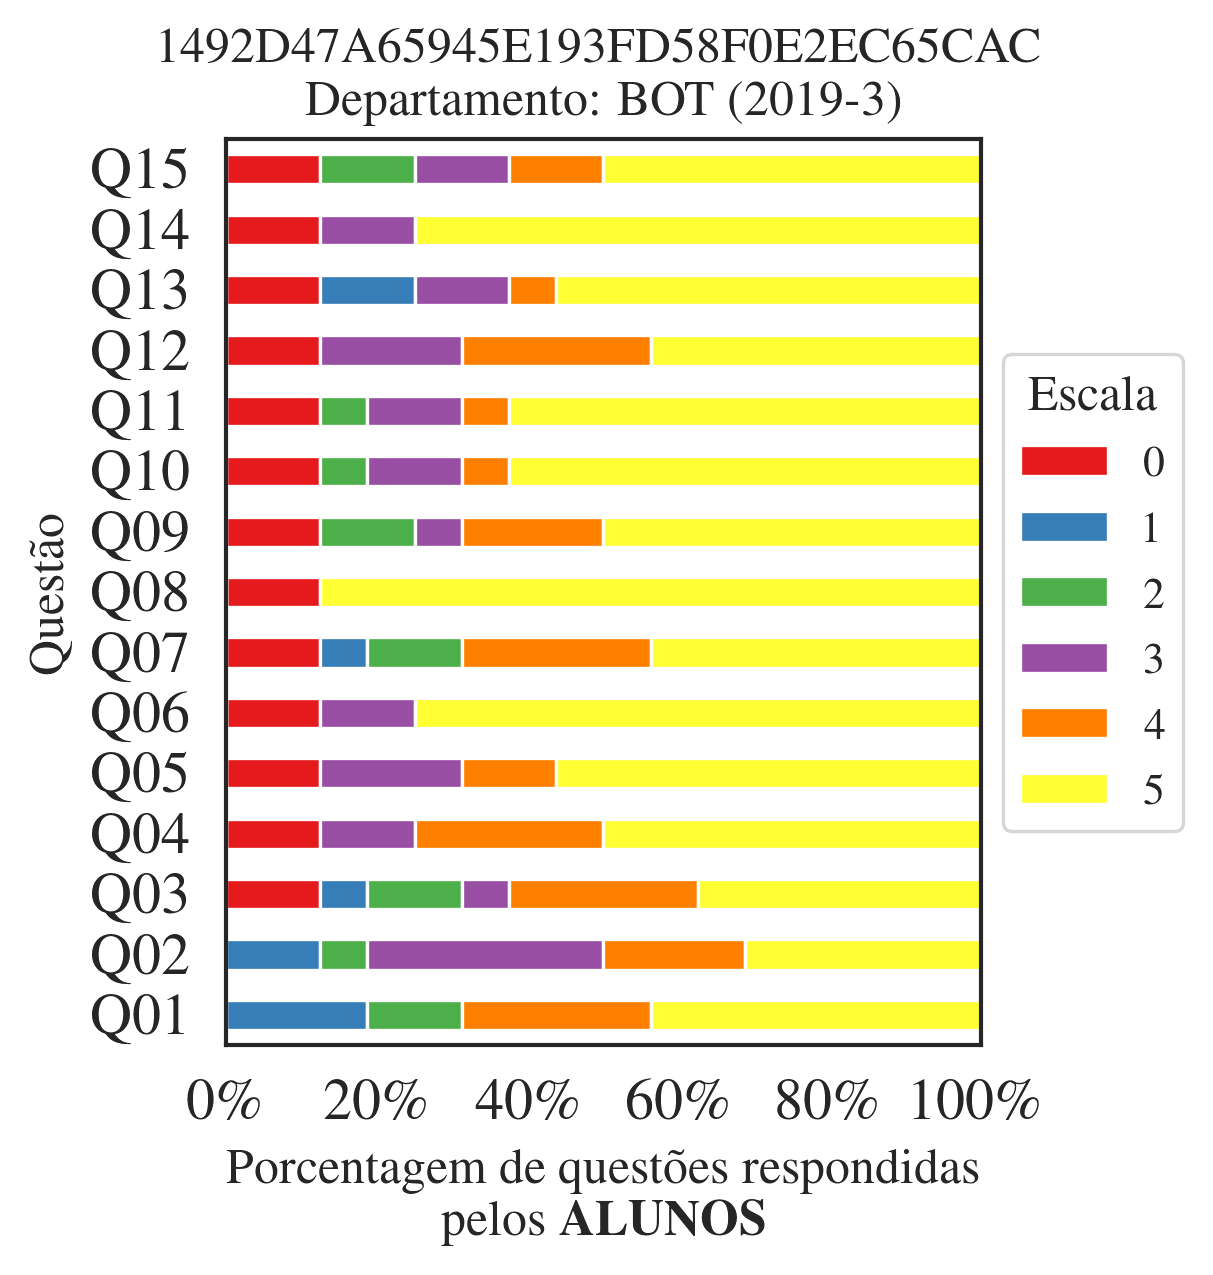 1492D47A65945E193FD58F0E2EC65CAC
Departamento: BOT (2019-3)
Questão
Q15
Q14
Q13
Q12
Q11
Q10
Q09
Q08
Q07
Q06
Q05
Q04
Q03
Q02
Q01
0% 20% 40% 60% 80% 100%
Porcentagem de questões respondidas
pelos ALUNOS
Escala
0
1
2
3
4
5